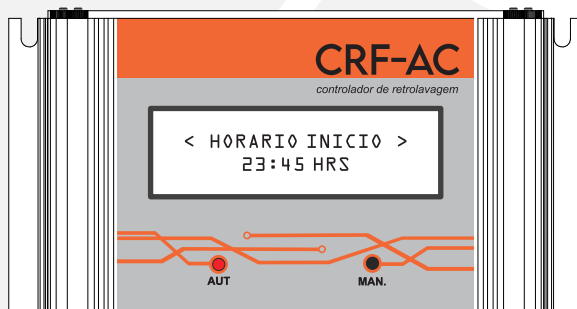 CRF-AC
controlador de retrolavagem
< HORARIO INICIO >
23:45 HRS
AUT
MAN.